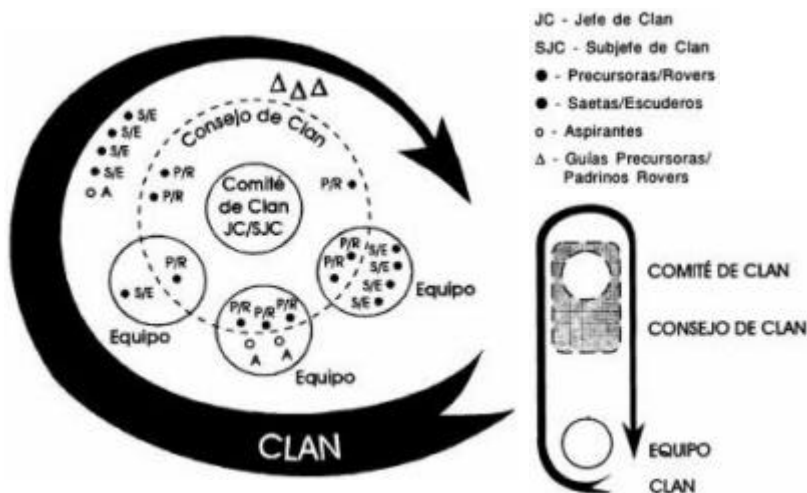 JC - Jefe de Clan
SJC - Subjefe de Clan
● - Precursoras/Rovers
● - Saetas/Escuderos
o - Aspirantes
Δ - Guías Precursoras/
Padrinos Rovers
Δ Δ Δ
Consejo de Clan
S/E
S/E
S/E
S/E
S/E
A
P/R
P/R
P/R
Comité
de Clan
JC/SJC
P/R
S/E
Equipo
P/R
P/R
P/R
A
A
Equipo
P/R
P/R
S/E
S/E
S/E
S/E
Equipo
CLAN
COMITÉ DE CLAN
CONSEJO DE CLAN
EQUIPO
CLAN